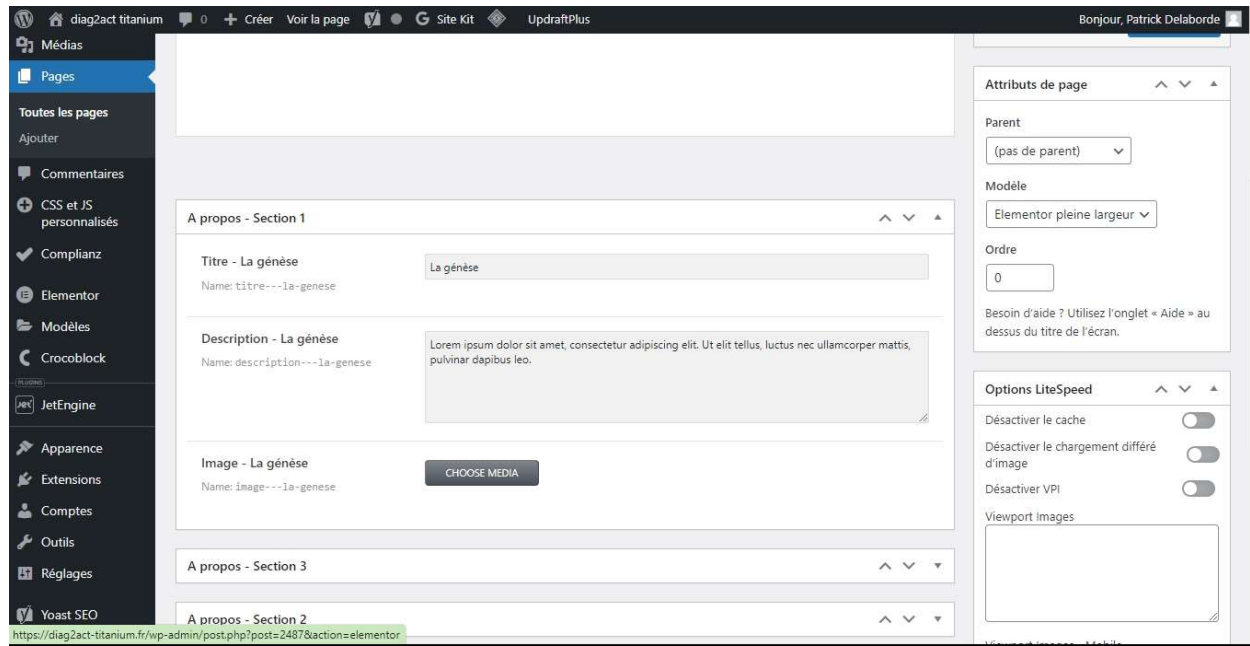 diag2act titanium 0 + Créer Voir la page Site Kit UpdraftPlus Bonjour, Patrick Delaborde
Médias
Pages
Toutes les pages
Ajouter
Commentaires
CSS et JS
personnalisés
Complianz
Elementor
Modèles
Crocoblock
PLUGINS
JetEngine
Apparence
Extensions
Comptes
Outils
Réglages
Yoast SEO
A propos - Section 1
Titre - La génèse
Name: titre---la-genese
La génèse
Description - La génèse
Name: description---la-genese
Lorem ipsum dolor sit amet, consectetur adipiscing elit. Ut elit tellus, luctus nec ullamcorper mattis,
pulvinar dapibus leo.
Image - La génèse
Name: image---la-genese
CHOOSE MEDIA
A propos - Section 3
A propos - Section 2
Attributs de page
Parent
(pas de parent)
Modèle
Elementor pleine largeur
Ordre
0
Besoin d'aide ? Utilisez l'onglet « Aide » au
dessus du titre de l'écran.
Options LiteSpeed
Désactiver le cache
Désactiver le chargement différé
d'image
Désactiver VPI
Viewport Images
Viewport Images - Mobile
https://diag2act-titanium.fr/wp-admin/post.php?post=2487&action=elementor